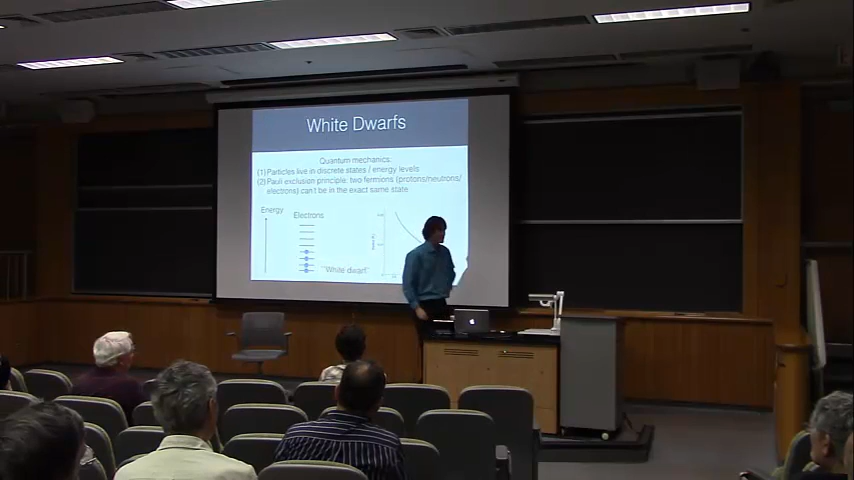 White Dwarfs
Quantum mechanics:
(1) Particles live in discrete states / energy levels
(2) Pauli exclusion principle: two fermions (protons/neutrons/
electrons) can't be in the exact same state
Energy
Electrons
"White dwarf"